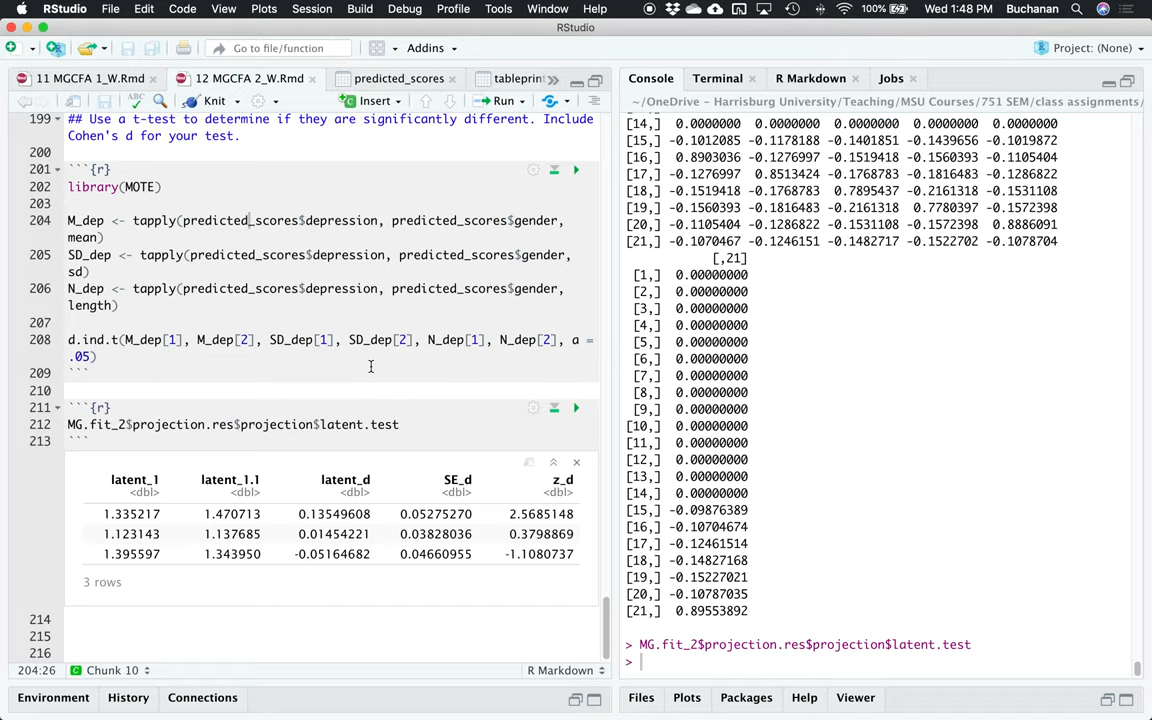 RStudio File Edit Code View Plots Session Build Debug Profile Tools Window Help 100% Wed 1:48 PM Buchanan
RStudio
Go to file/function Addins Project: (None)
11 MGCFA 1_W.Rmd 12 MGCFA 2_W.Rmd predicted_scores tableprin
Knit Insert Run
199 ## Use a t-test to determine if they are significantly different. Include
Cohen's d for your test.
200
201 ```{r}
202 library(MOTE)
203
204 M_dep <- tapply(predicted_scores$depression, predicted_scores$gender,
mean)
205 SD_dep <- tapply(predicted_scores$depression, predicted_scores$gender,
sd)
206 N_dep <- tapply(predicted_scores$depression, predicted_scores$gender,
length)
207
208 d.ind.t(M_dep[1], M_dep[2], SD_dep[1], SD_dep[2], N_dep[1], N_dep[2], a =
.05)
209 ```
210
211 ```{r}
212 MG.fit_2$projection.res$projection$latent.test
213 ```
latent_1 latent_1.1 latent_d SE_d z_d
<dbl> <dbl> <dbl> <dbl> <dbl>
1.335217 1.470713 0.13549608 0.05275270 2.5685148
1.123143 1.137685 0.01454221 0.03828036 0.3798869
1.395597 1.343950 -0.05164682 0.04660955 -1.1080737
3 rows
214
215
216
204:26 Chunk 10 R Markdown
Environment History Connections
Console Terminal R Markdown Jobs
~/OneDrive - Harrisburg University/Teaching/MSU Courses/751 SEM/class assignments/
[14,] 0.0000000 0.0000000 0.0000000 0.0000000 0.0000000
[15,] -0.1012085 -0.1178188 -0.1401851 -0.1439656 -0.1019872
[16,] 0.8903036 -0.1276997 -0.1519418 -0.1560393 -0.1105404
[17,] -0.1276997 0.8513424 -0.1768783 -0.1816483 -0.1286822
[18,] -0.1519418 -0.1768783 0.7895437 -0.2161318 -0.1531108
[19,] -0.1560393 -0.1816483 -0.2161318 0.7780397 -0.1572398
[20,] -0.1105404 -0.1286822 -0.1531108 -0.1572398 0.8886091
[21,] -0.1070467 -0.1246151 -0.1482717 -0.1522702 -0.1078704
[,21]
[1,] 0.00000000
[2,] 0.00000000
[3,] 0.00000000
[4,] 0.00000000
[5,] 0.00000000
[6,] 0.00000000
[7,] 0.00000000
[8,] 0.00000000
[9,] 0.00000000
[10,] 0.00000000
[11,] 0.00000000
[12,] 0.00000000
[13,] 0.00000000
[14,] 0.00000000
[15,] -0.09876389
[16,] -0.10704674
[17,] -0.12461514
[18,] -0.14827168
[19,] -0.15227021
[20,] -0.10787035
[21,] 0.89553892
> MG.fit_2$projection.res$projection$latent.test
>
Files Plots Packages Help Viewer